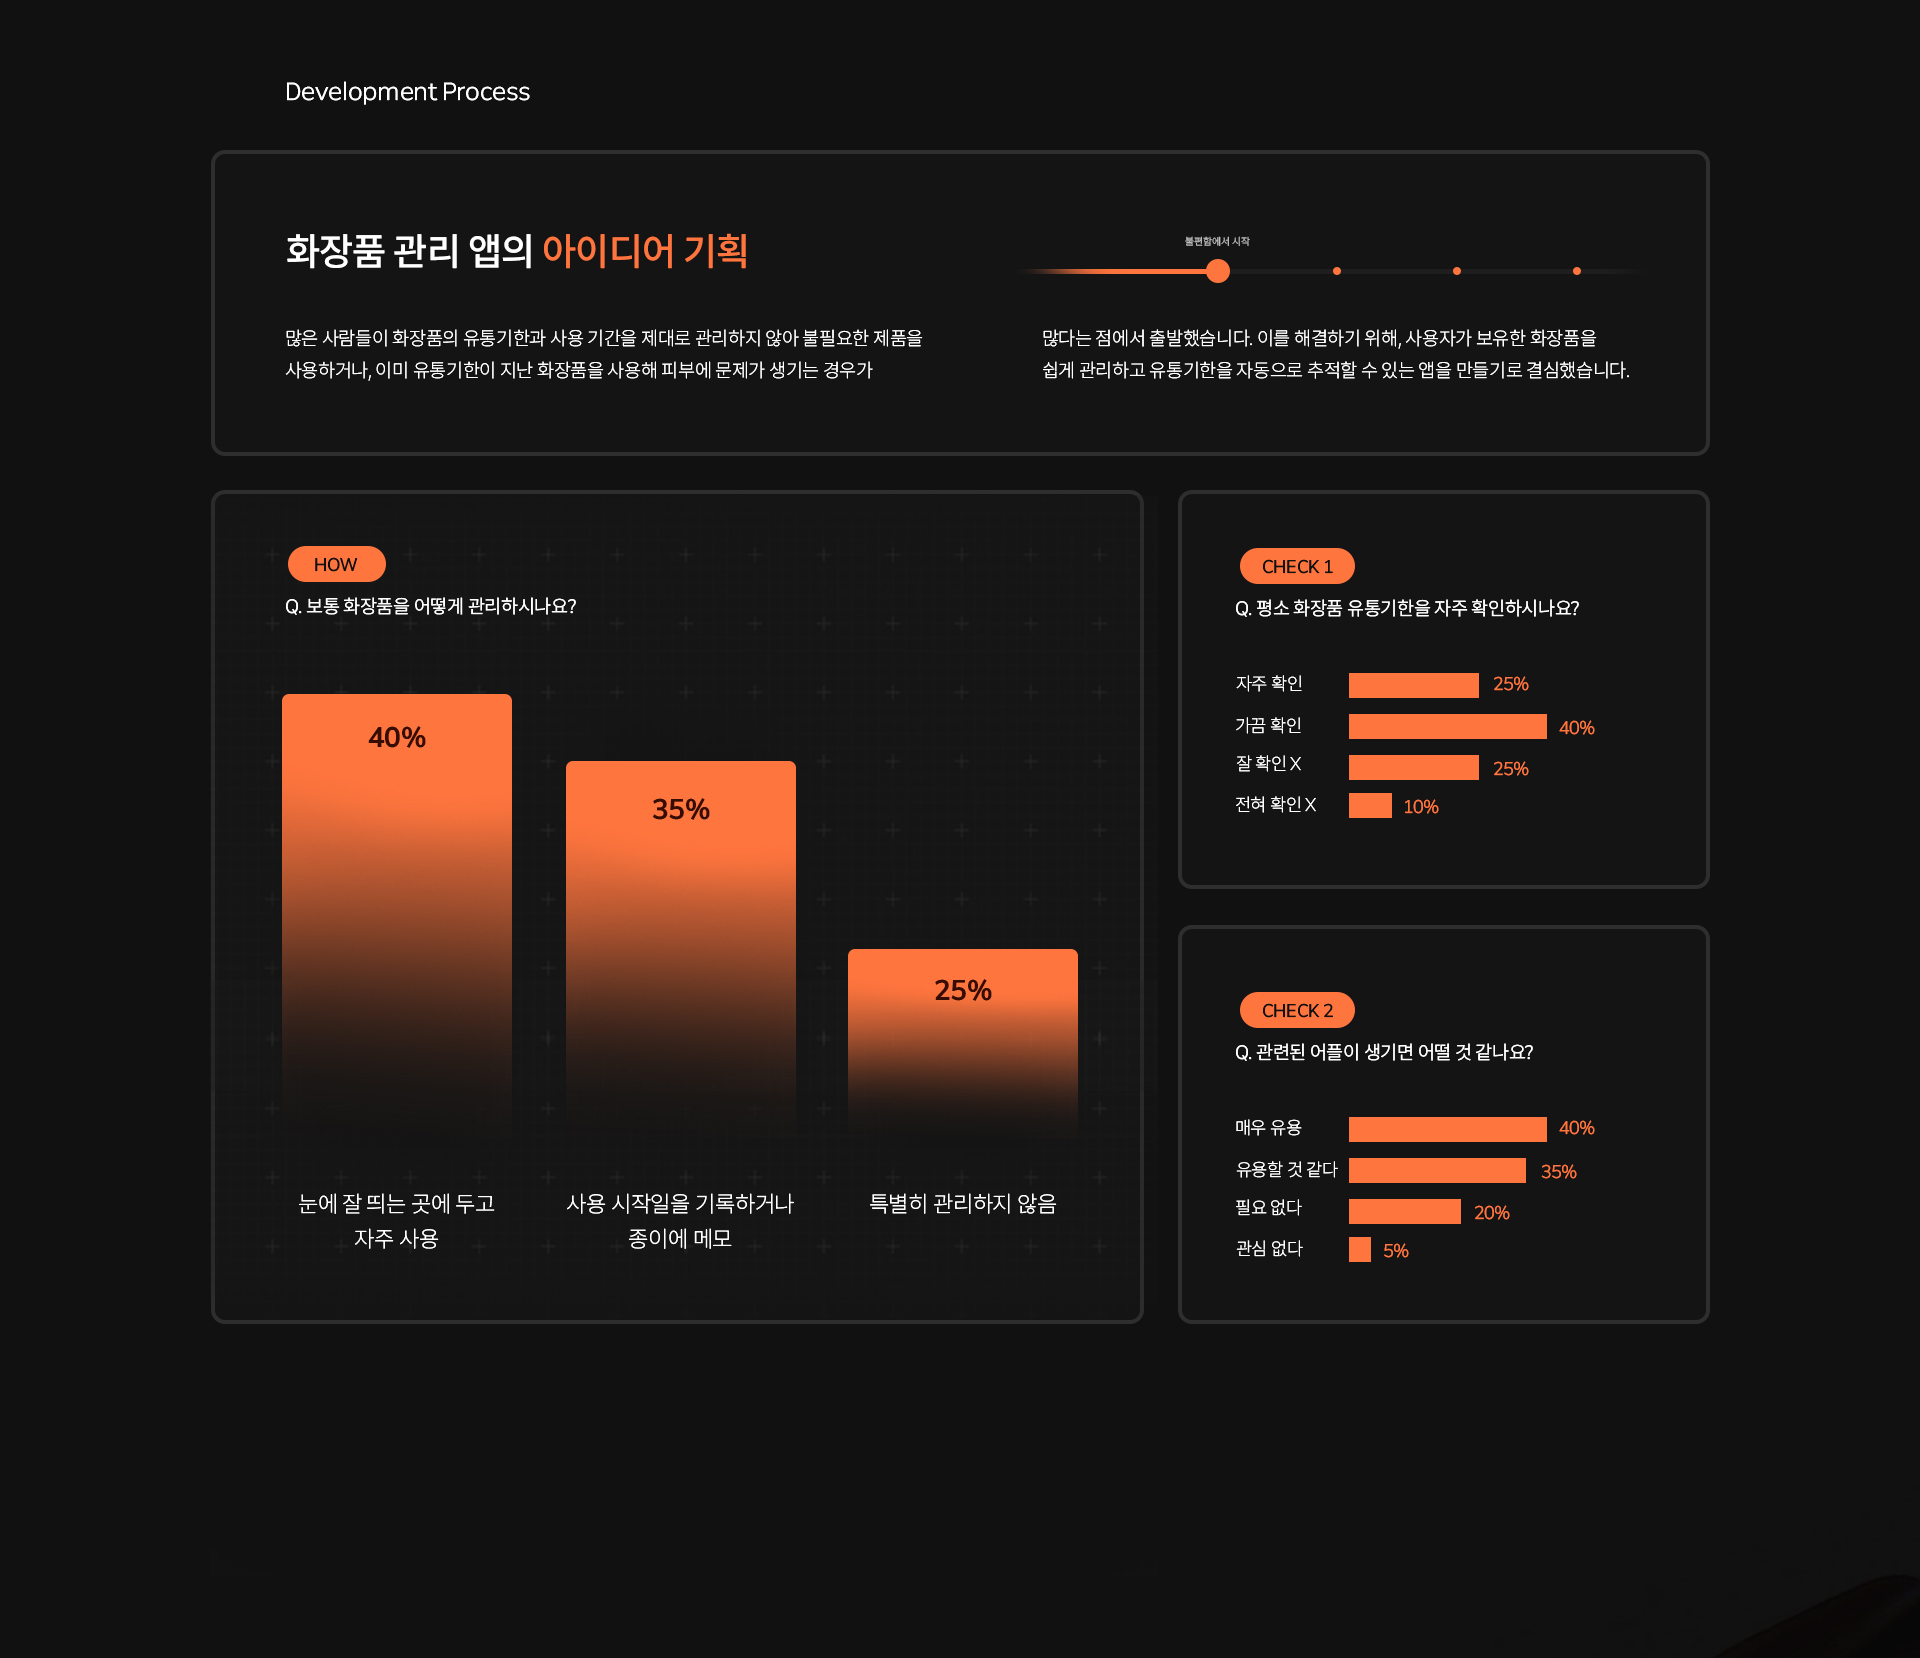 Development Process
화장품 관리 앱의 아이디어 기획
불편함에서 시작
많은 사람들이 화장품의 유통기한과 사용 기간을 제대로 관리하지 않아 불필요한 제품을
사용하거나, 이미 유통기한이 지난 화장품을 사용해 피부에 문제가 생기는 경우가
많다는 점에서 출발했습니다. 이를 해결하기 위해, 사용자가 보유한 화장품을
쉽게 관리하고 유통기한을 자동으로 추적할 수 있는 앱을 만들기로 결심했습니다.
HOW
Q. 보통 화장품을 어떻게 관리하시나요?
40%
35%
25%
눈에 잘 띄는 곳에 두고
자주 사용
사용 시작일을 기록하거나
종이에 메모
특별히 관리하지 않음
CHECK 1
Q. 평소 화장품 유통기한을 자주 확인하시나요?
자주 확인 25%
가끔 확인 40%
잘 확인 X 25%
전혀 확인 X 10%
CHECK 2
Q. 관련된 어플이 생기면 어떨 것 같나요?
매우 유용 40%
유용할 것 같다 35%
필요 없다 20%
관심 없다 5%